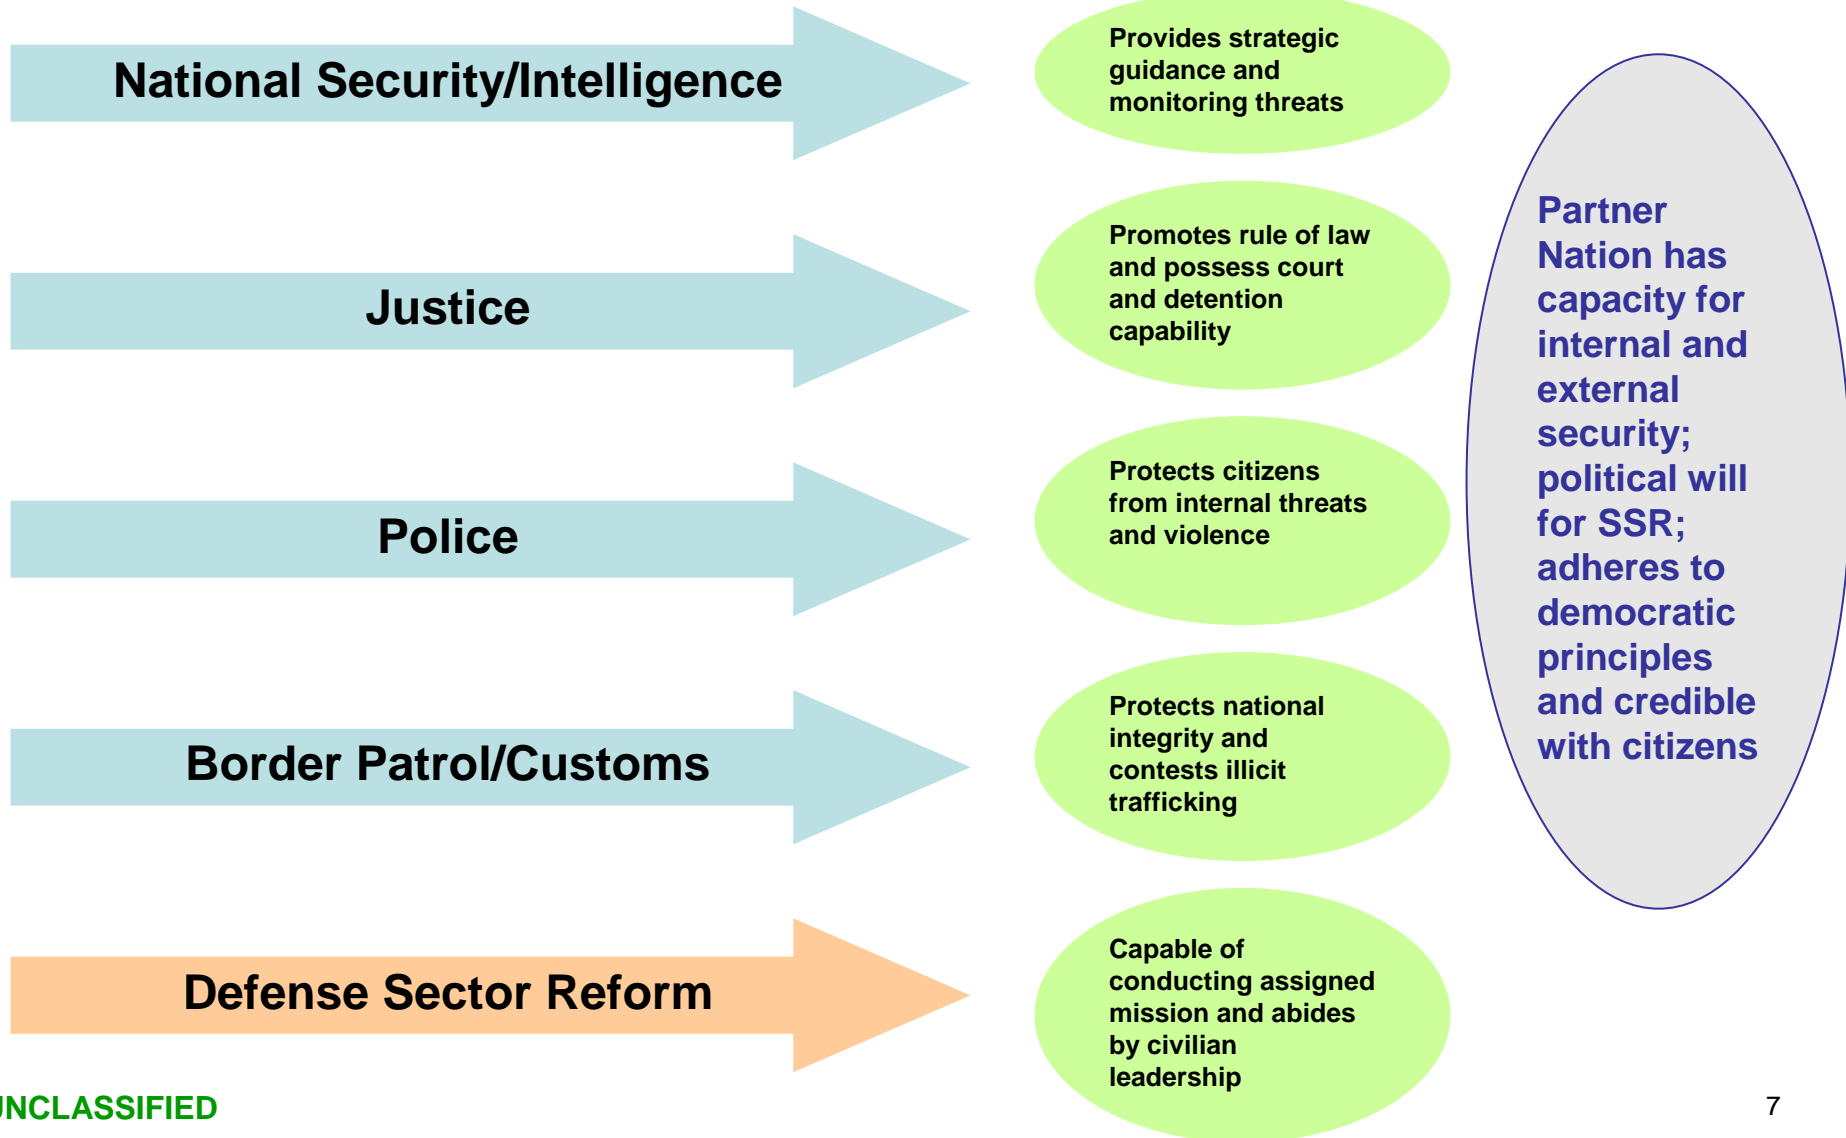 National Security/Intelligence
Provides strategic
guidance and
monitoring threats
Justice
Promotes rule of law
and possess court
and detention
capability
Police
Protects citizens
from internal threats
and violence
Border Patrol/Customs
Protects national
integrity and
contests illicit
trafficking
Defense Sector Reform
Capable of
conducting assigned
mission and abides
by civilian
leadership
Partner
Nation has
capacity for
internal and
external
security;
political will
for SSR;
adheres to
democratic
principles
and credible
with citizens
UNCLASSIFIED
7